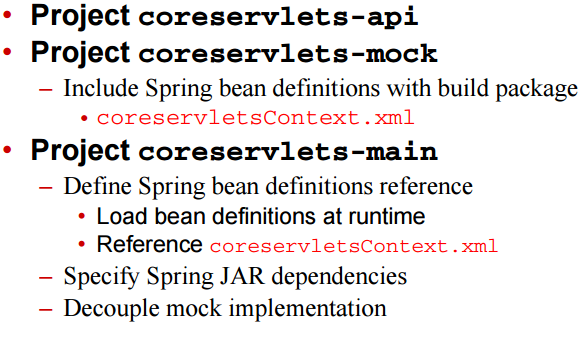 • Project coreservlets-api
• Project coreservlets-mock
– Include Spring bean definitions with build package
• coreservletsContext.xml
• Project coreservlets-main
– Define Spring bean definitions reference
• Load bean definitions at runtime
• Reference coreservletsContext.xml
– Specify Spring JAR dependencies
– Decouple mock implementation